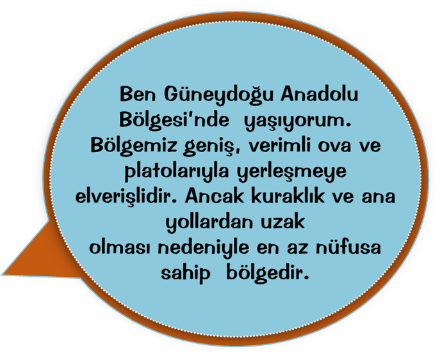 Ben Güneydoğu Anadolu
Bölgesi'nde yaşıyorum.
Bölgemiz geniş, verimli ova ve
platolarıyla yerleşmeye
elverişlidir. Ancak kuraklık ve ana
yollardan uzak
olması nedeniyle en az nüfusa
sahip bölgedir.